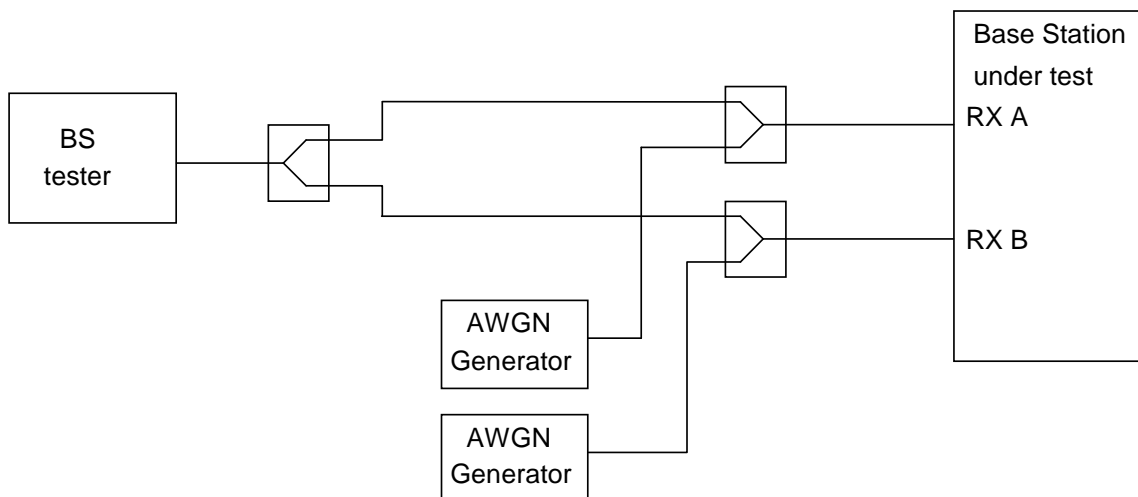 BS
tester
Base Station
under test
RX A
RX B
AWGN
Generator
AWGN
Generator